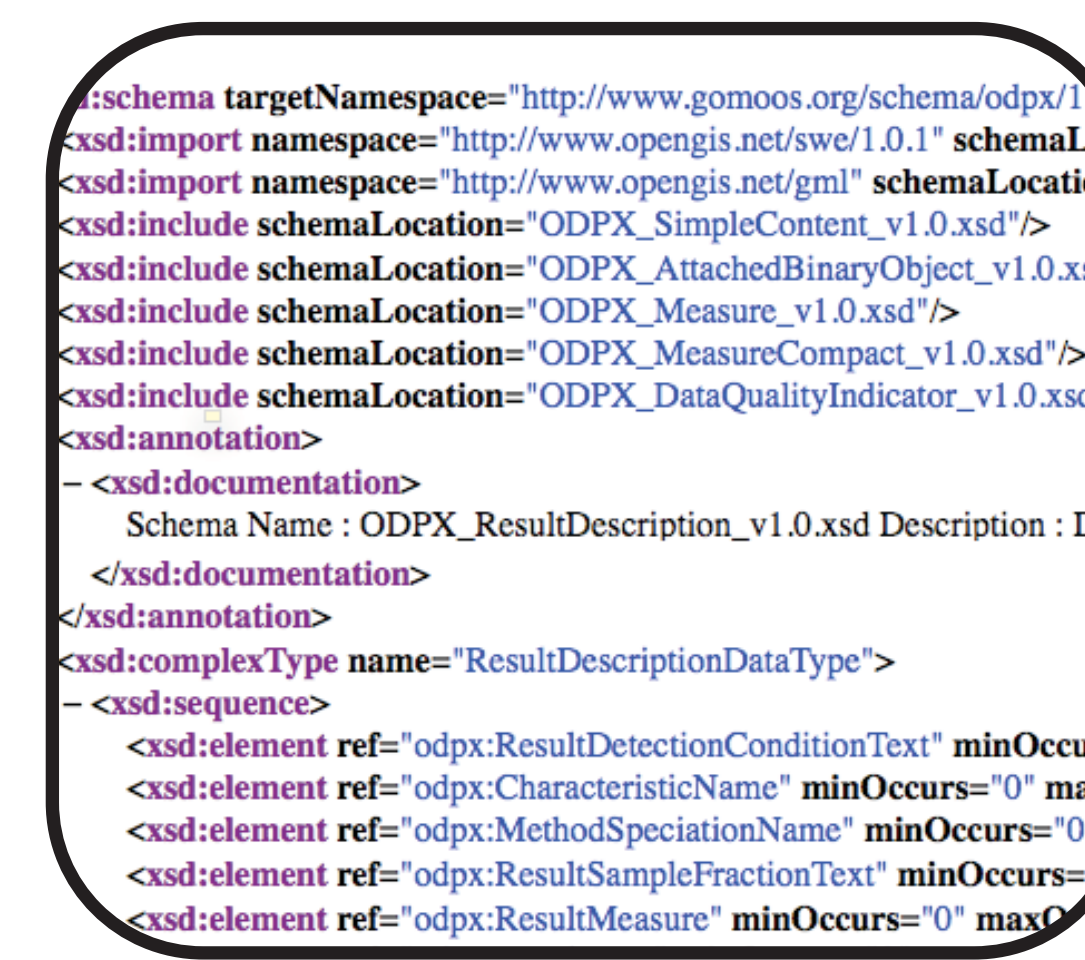 d:schema targetNamespace="http://www.gomoos.org/schema/odpx/1
<xsd:import namespace="http://www.opengis.net/swe/1.0.1" schemaL
<xsd:import namespace="http://www.opengis.net/gml" schemaLocati
<xsd:include schemaLocation="ODPX_SimpleContent_v1.0.xsd"/>
<xsd:include schemaLocation="ODPX_AttachedBinaryObject_v1.0.xs
<xsd:include schemaLocation="ODPX_Measure_v1.0.xsd"/>
<xsd:include schemaLocation="ODPX_MeasureCompact_v1.0.xsd"/>
<xsd:include schemaLocation="ODPX_DataQualityIndicator_v1.0.xsd
<xsd:annotation>
– <xsd:documentation>
Schema Name : ODPX_ResultDescription_v1.0.xsd Description : D
</xsd:documentation>
</xsd:annotation>
<xsd:complexType name="ResultDescriptionDataType">
– <xsd:sequence>
<xsd:element ref="odpx:ResultDetectionConditionText" minOccu
<xsd:element ref="odpx:CharacteristicName" minOccurs="0" ma
<xsd:element ref="odpx:MethodSpeciationName" minOccurs="0
<xsd:element ref="odpx:ResultSampleFractionText" minOccurs=
<xsd:element ref="odpx:ResultMeasure" minOccurs="0" maxO